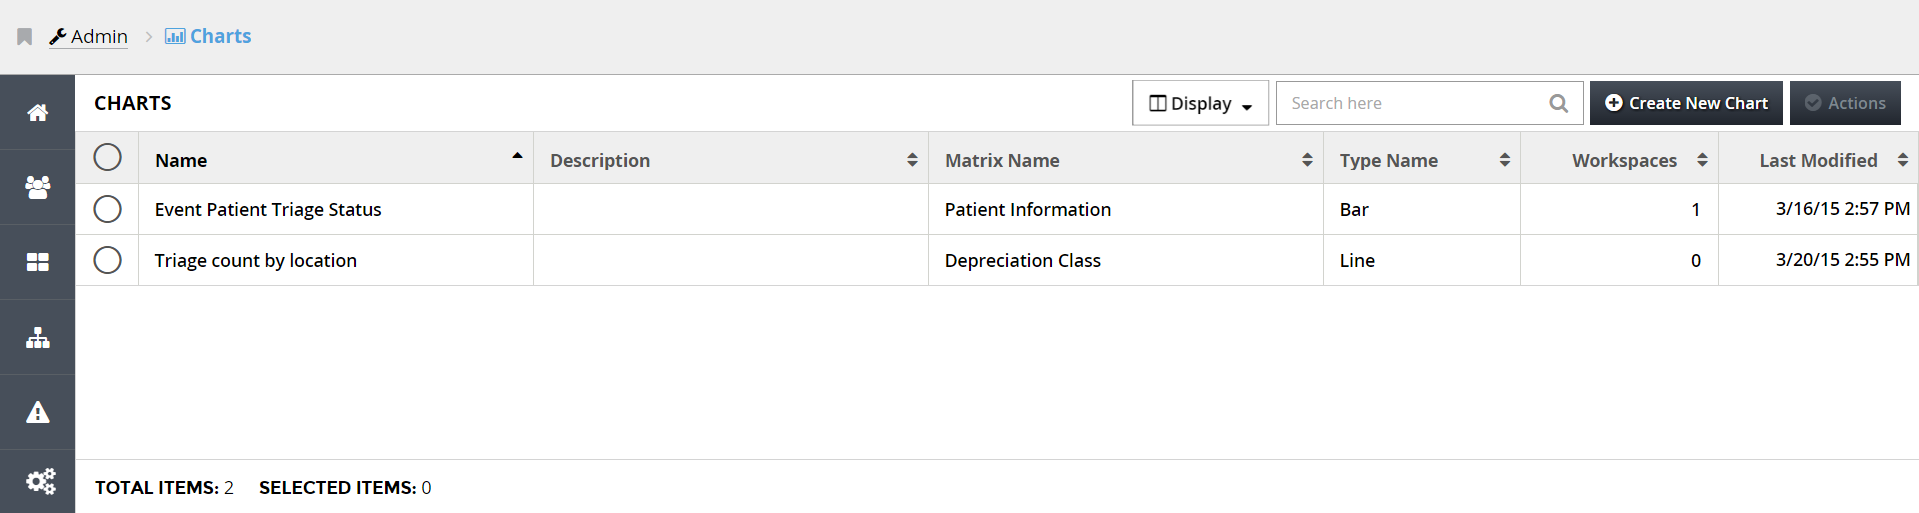 Admin > Charts
CHARTS Display Search here Create New Chart Actions
Name Description Matrix Name Type Name Workspaces Last Modified
Event Patient Triage Status Patient Information Bar 1 3/16/15 2:57 PM
Triage count by location Depreciation Class Line 0 3/20/15 2:55 PM
TOTAL ITEMS: 2 SELECTED ITEMS: 0